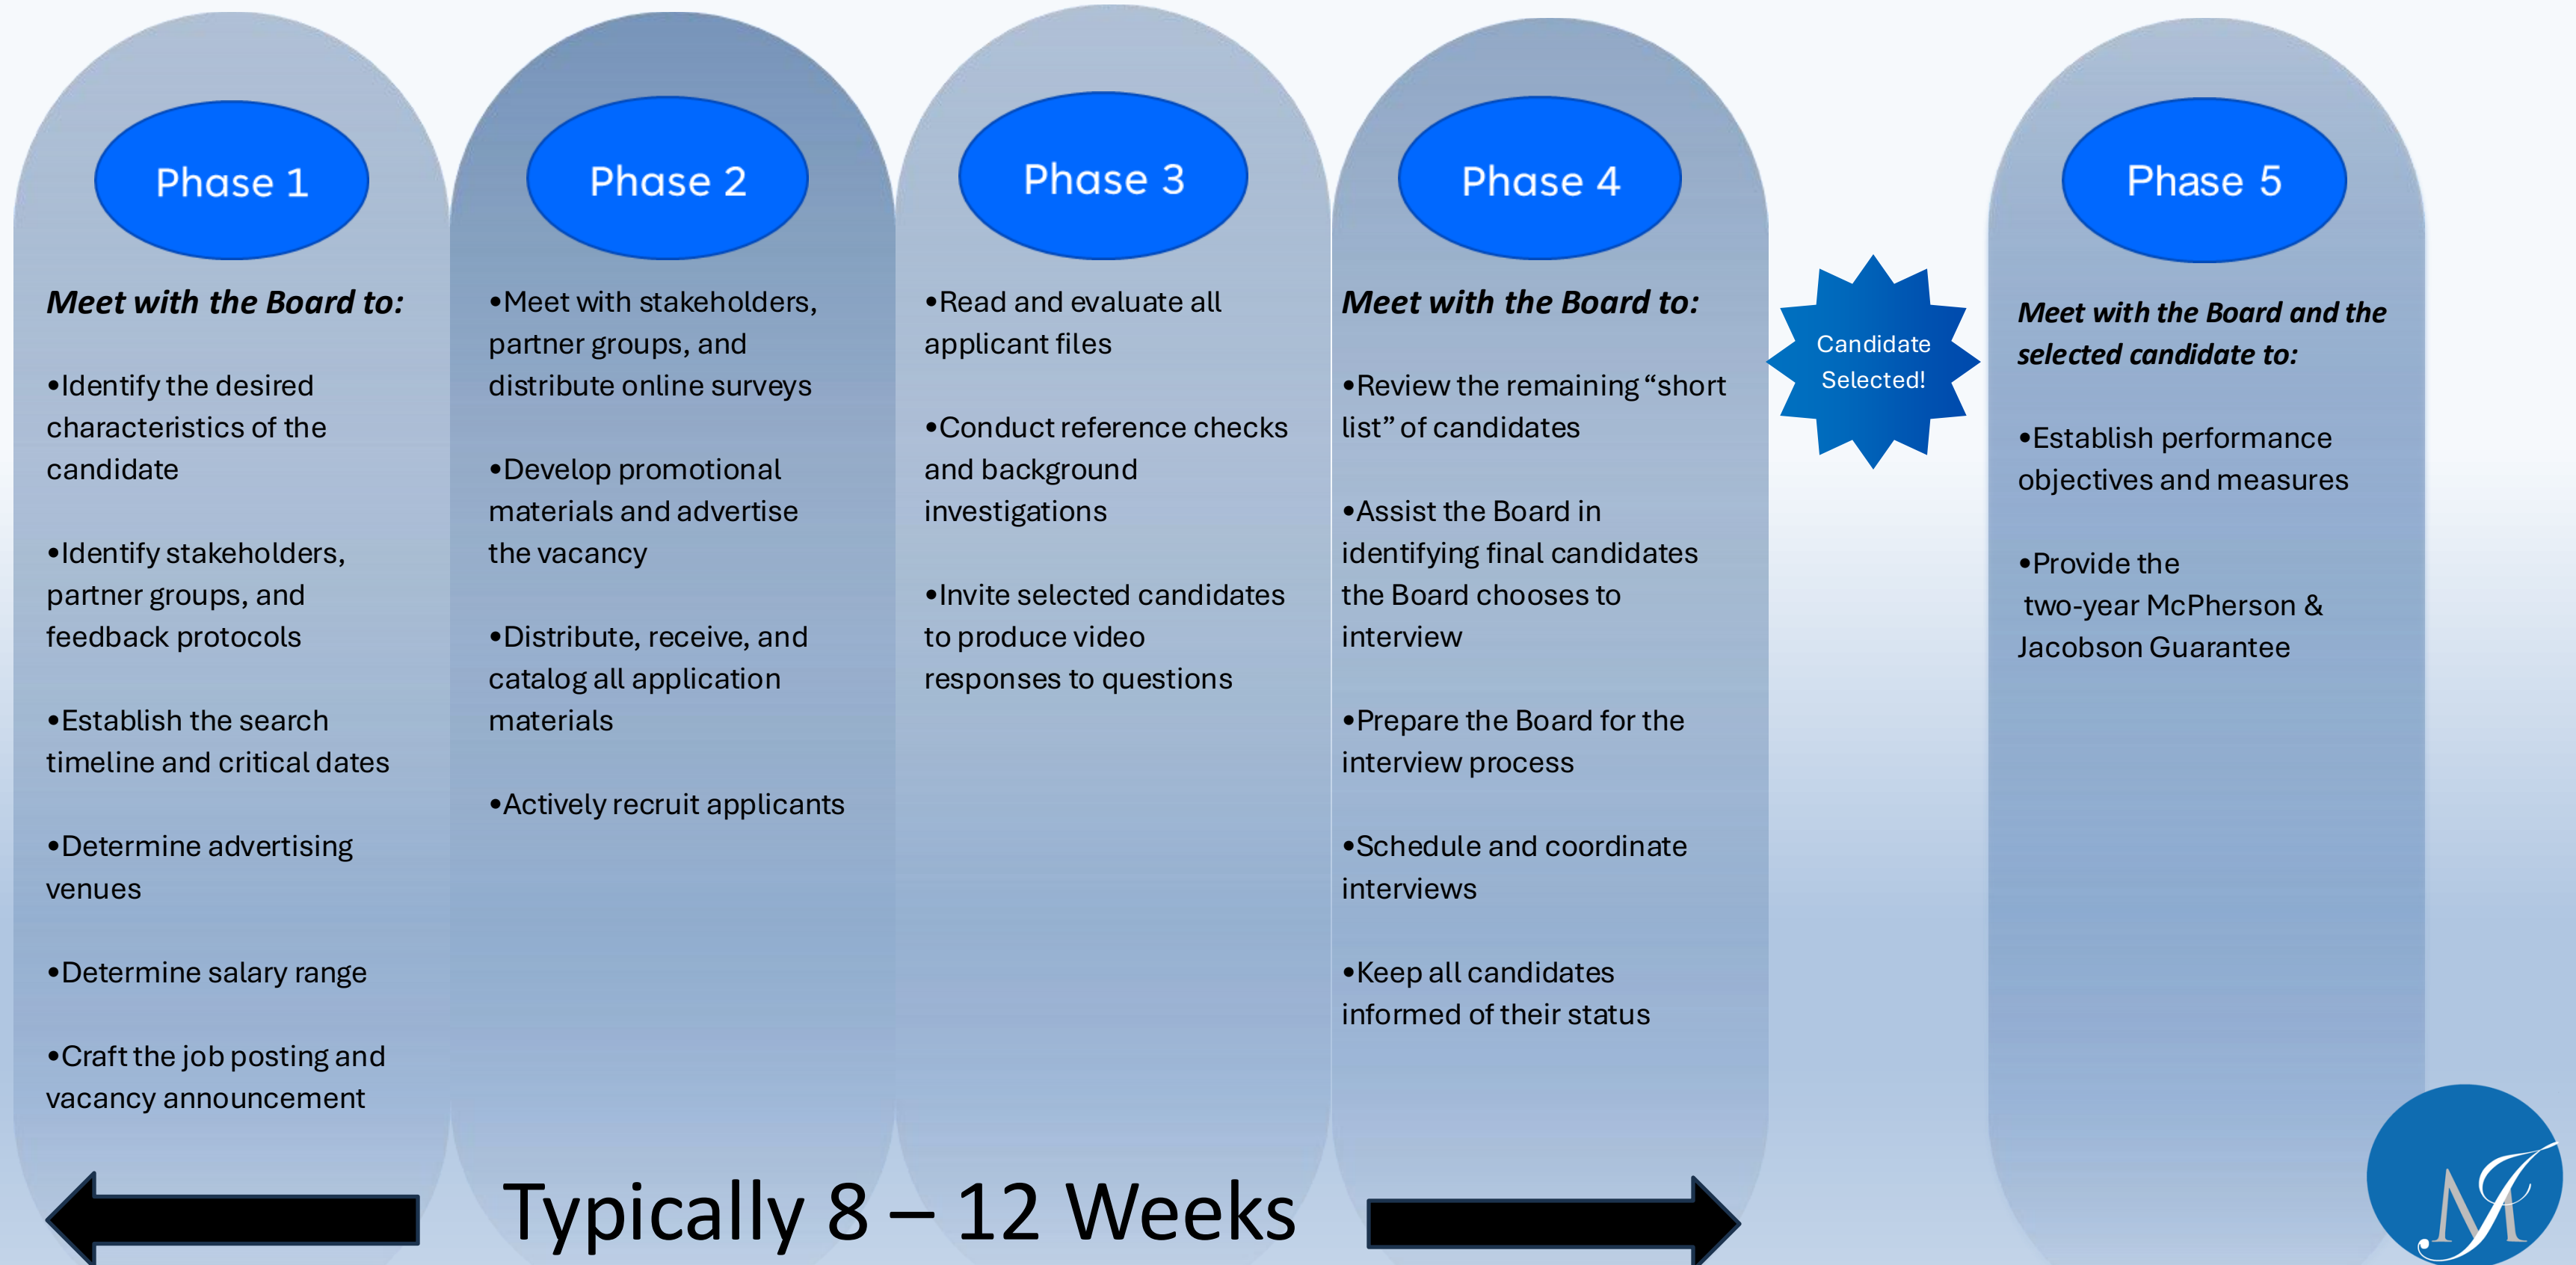 Phase 1
Meet with the Board to:
•Identify the desired
characteristics of the
candidate
•Identify stakeholders,
partner groups, and
feedback protocols
•Establish the search
timeline and critical dates
•Determine advertising
venues
•Determine salary range
•Craft the job posting and
vacancy announcement
Phase 2
•Meet with stakeholders,
partner groups, and
distribute online surveys
•Develop promotional
materials and advertise
the vacancy
•Distribute, receive, and
catalog all application
materials
•Actively recruit applicants
Phase 3
•Read and evaluate all
applicant files
•Conduct reference checks
and background
investigations
•Invite selected candidates
to produce video
responses to questions
Phase 4
Meet with the Board to:
•Review the remaining “short
list” of candidates
•Assist the Board in
identifying final candidates
the Board chooses to
interview
•Prepare the Board for the
interview process
•Schedule and coordinate
interviews
•Keep all candidates
informed of their status
Candidate
Selected!
Phase 5
Meet with the Board and the
selected candidate to:
•Establish performance
objectives and measures
•Provide the
two-year McPherson &
Jacobson Guarantee
Typically 8 – 12 Weeks
MJ